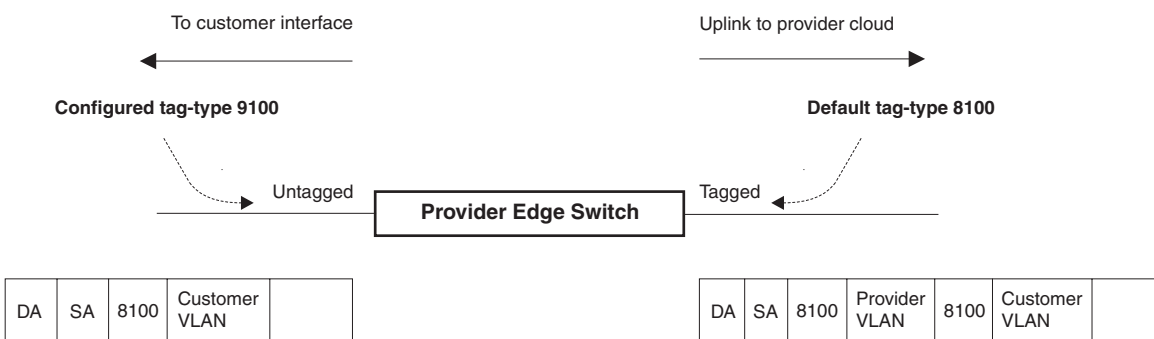 To customer interface
Uplink to provider cloud
Configured tag-type 9100
Default tag-type 8100
Untagged
Provider Edge Switch
Tagged
DA SA 8100 Customer VLAN
DA SA 8100 Provider VLAN 8100 Customer VLAN